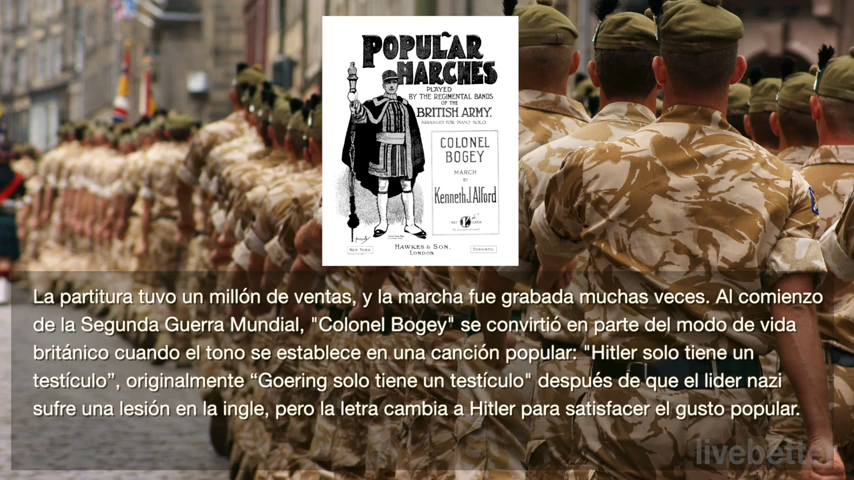 POPULAR
MARCHES
PLAYED
BY THE REGIMENTAL BANDS
OF THE
BRITISH ARMY.
ARRANGED FOR PIANO SOLO.
COLONEL
BOGEY
MARCH
BY
Kenneth J. Alford
HAWKES & SON.
LONDON.
NEW YORK
TORONTO
La partitura tuvo un millón de ventas, y la marcha fue grabada muchas veces. Al comienzo
de la Segunda Guerra Mundial, "Colonel Bogey" se convirtió en parte del modo de vida
británico cuando el tono se establece en una canción popular: "Hitler solo tiene un
testículo”, originalmente “Goering solo tiene un testículo" después de que el lider nazi
sufre una lesión en la ingle, pero la letra cambia a Hitler para satisfacer el gusto popular.
livebetter